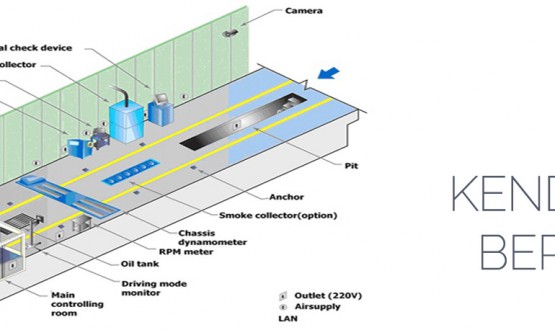 Camera
al check device
ollector
Pit
Anchor
Smoke collector(option)
Chassis
dynamometer
RPM meter
Oil tank
Driving mode
monitor
Main
controlling
room
Outlet (220V)
Airsupply
LAN
KEND
BER